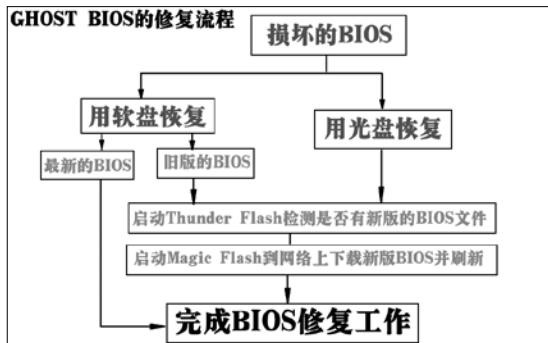 GHOST BIOS的修复流程
损坏的BIOS
用软盘恢复
用光盘恢复
最新的BIOS
旧版的BIOS
启动Thunder Flash检测是否有新版的BIOS文件
启动Magic Flash到网络上下载新版BIOS并刷新
完成BIOS修复工作